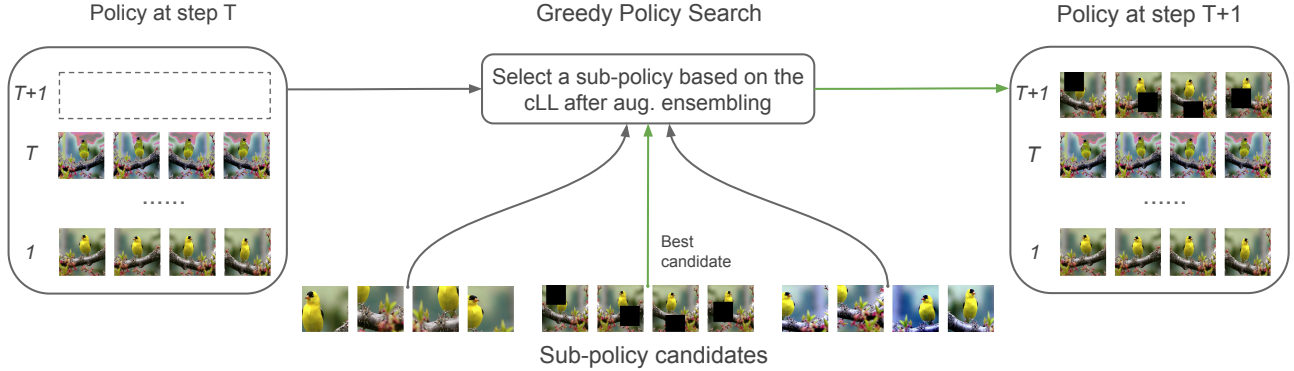 Policy at step T
Greedy Policy Search
Policy at step T+1
T+1
T
......
1
Select a sub-policy based on the
cLL after aug. ensembling
T+1
T
......
1
Best
candidate
Sub-policy candidates